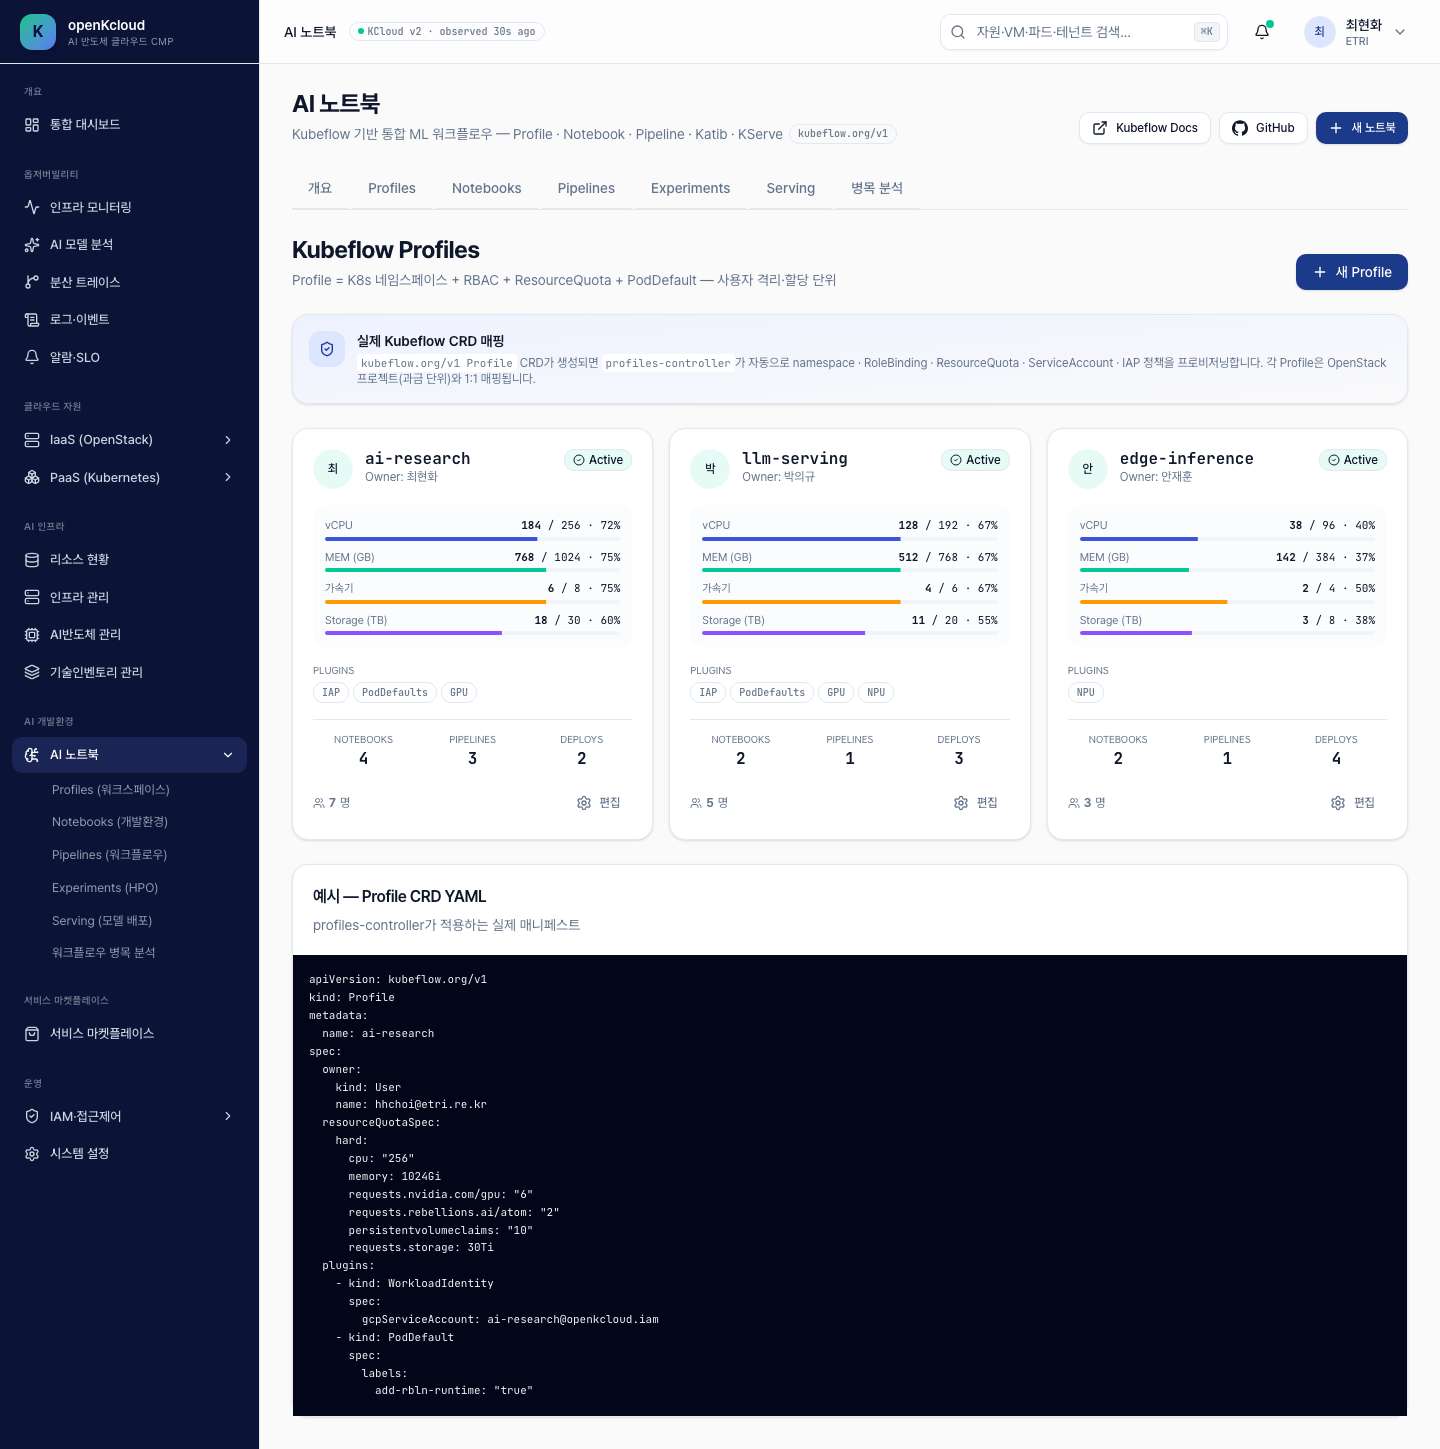 K
openKcloud
AI 반도체 클라우드 CMP
개요
통합 대시보드
옵저버빌리티
인프라 모니터링
AI 모델 분석
분산 트레이스
로그·이벤트
알람·SLO
클라우드 자원
IaaS (OpenStack)
PaaS (Kubernetes)
AI 인프라
리소스 현황
인프라 관리
AI반도체 관리
기술인벤토리 관리
AI 개발환경
AI 노트북
Profiles (워크스페이스)
Notebooks (개발환경)
Pipelines (워크플로우)
Experiments (HPO)
Serving (모델 배포)
워크플로우 병목 분석
서비스 마켓플레이스
서비스 마켓플레이스
운영
IAM·접근제어
시스템 설정
AI 노트북
KCloud v2 · observed 30s ago
자원·VM·파드·테넌트 검색...
⌘K
최
최현화
ETRI
AI 노트북
Kubeflow 기반 통합 ML 워크플로우 — Profile · Notebook · Pipeline · Katib · KServe kubeflow.org/v1
Kubeflow Docs
GitHub
새 노트북
개요 Profiles Notebooks Pipelines Experiments Serving 병목 분석
Kubeflow Profiles
Profile = K8s 네임스페이스 + RBAC + ResourceQuota + PodDefault — 사용자 격리·할당 단위
새 Profile
실제 Kubeflow CRD 매핑
kubeflow.org/v1 Profile CRD가 생성되면 profiles-controller 가 자동으로 namespace · RoleBinding · ResourceQuota · ServiceAccount · IAP 정책을 프로비저닝합니다. 각 Profile은 OpenStack
프로젝트(과금 단위)와 1:1 매핑됩니다.
최
ai-research
Owner: 최현화
Active
vCPU 184 / 256 · 72%
MEM (GB) 768 / 1024 · 75%
가속기 6 / 8 · 75%
Storage (TB) 18 / 30 · 60%
PLUGINS
IAP PodDefaults GPU
NOTEBOOKS PIPELINES DEPLOYS
4 3 2
7 명 편집
박
llm-serving
Owner: 박의규
Active
vCPU 128 / 192 · 67%
MEM (GB) 512 / 768 · 67%
가속기 4 / 6 · 67%
Storage (TB) 11 / 20 · 55%
PLUGINS
IAP PodDefaults GPU NPU
NOTEBOOKS PIPELINES DEPLOYS
2 1 3
5 명 편집
안
edge-inference
Owner: 안재훈
Active
vCPU 38 / 96 · 40%
MEM (GB) 142 / 384 · 37%
가속기 2 / 4 · 50%
Storage (TB) 3 / 8 · 38%
PLUGINS
NPU
NOTEBOOKS PIPELINES DEPLOYS
2 1 4
3 명 편집
예시 — Profile CRD YAML
profiles-controller가 적용하는 실제 매니페스트
apiVersion: kubeflow.org/v1
kind: Profile
metadata:
  name: ai-research
spec:
  owner:
    kind: User
    name: hhchoi@etri.re.kr
  resourceQuotaSpec:
    hard:
      cpu: "256"
      memory: 1024Gi
      requests.nvidia.com/gpu: "6"
      requests.rebellions.ai/atom: "2"
      persistentvolumeclaims: "10"
      requests.storage: 30Ti
  plugins:
    - kind: WorkloadIdentity
      spec:
        gcpServiceAccount: ai-research@openkcloud.iam
    - kind: PodDefault
      spec:
        labels:
          add-rbln-runtime: "true"